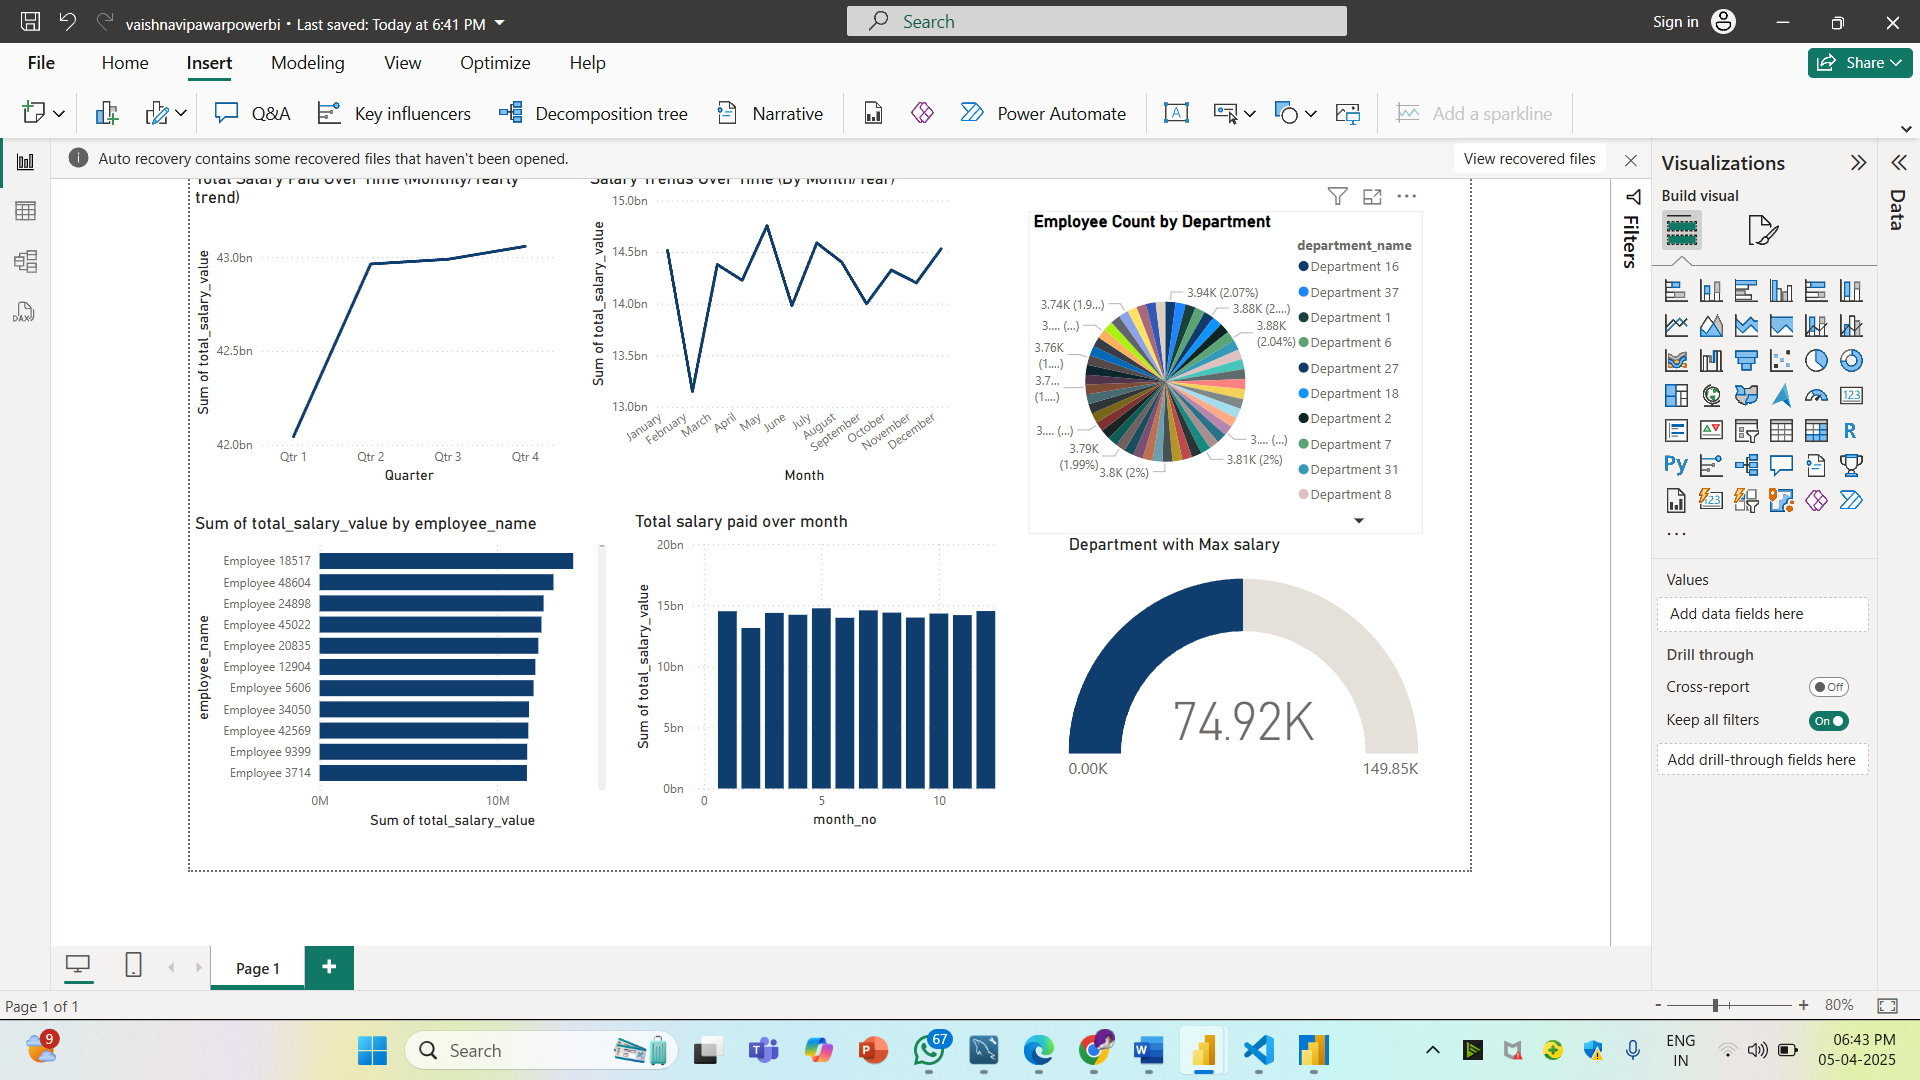 vaishnavipawarpowerbi • Last saved: Today at 6:41 PM
Search
Sign in
File
Home
Insert
Modeling
View
Optimize
Help
Share
Q&A
Key influencers
Decomposition tree
Narrative
Power Automate
Add a sparkline
Auto recovery contains some recovered files that haven't been opened.
View recovered files
Total Salary Paid Over Time (Monthly/Yearly
trend)
Sum of total_salary_value
43.0bn
42.5bn
42.0bn
Qtr 1
Qtr 2
Qtr 3
Qtr 4
Quarter
Salary Trends Over Time (By Month/Year)
Sum of total_salary_value
15.0bn
14.5bn
14.0bn
13.5bn
13.0bn
January
February
March
April
May
June
July
August
September
October
November
December
Month
Employee Count by Department
department_name
Department 16
Department 37
Department 1
Department 6
Department 27
Department 18
Department 2
Department 7
Department 31
Department 8
3.94K (2.07%)
3.88K (2....)
3.88K
(2.04%)
3.... (...)
3.81K (2%)
3.8K (2%)
3.79K
(1.99%)
3.... (...)
3.7...
(1....)
3.76K
(1....)
3.... (...)
3.74K (1.9...)
Sum of total_salary_value by employee_name
employee_name
Employee 18517
Employee 48604
Employee 24898
Employee 45022
Employee 20835
Employee 12904
Employee 5606
Employee 34050
Employee 42569
Employee 9399
Employee 3714
0M
10M
Sum of total_salary_value
Total salary paid over month
Sum of total_salary_value
20bn
15bn
10bn
5bn
0bn
0
5
10
month_no
Department with Max salary
74.92K
0.00K
149.85K
Filters
Visualizations
Build visual
R
Py
123
...
Values
Add data fields here
Drill through
Cross-report
Off
Keep all filters
On
Add drill-through fields here
Data
DAX
Page 1
+
Page 1 of 1
- + 80%
9
Search
67
ENG
IN
06:43 PM
05-04-2025